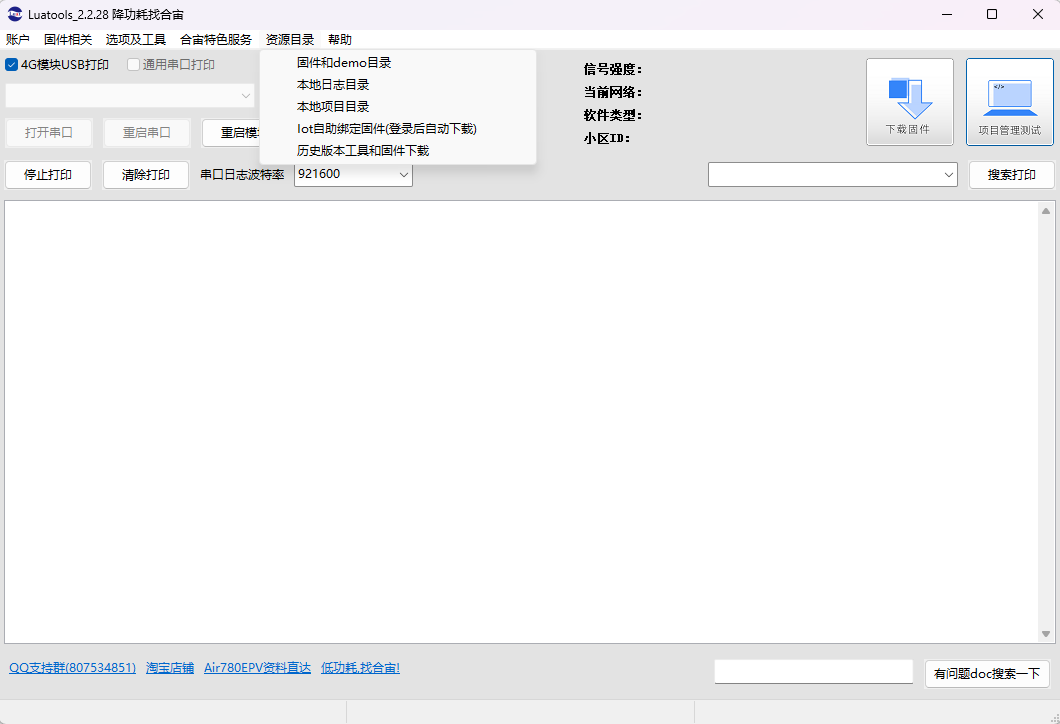 Luatools_2.2.28 降功耗找合宙
账户 固件相关 选项及工具 合宙特色服务 资源目录 帮助
4G模块USB打印 通用串口打印
固件和demo目录
本地日志目录
本地项目目录
Iot自助绑定固件(登录后自动下载)
历史版本工具和固件下载
信号强度：
当前网络：
软件类型：
小区ID：
下载固件
</>
项目管理测试
打开串口 重启串口 重启模
停止打印 清除打印 串口日志波特率 921600 搜索打印
QQ支持群(807534851) 淘宝店铺 Air780EPV资料直达 低功耗,找合宙!
有问题doc搜索一下